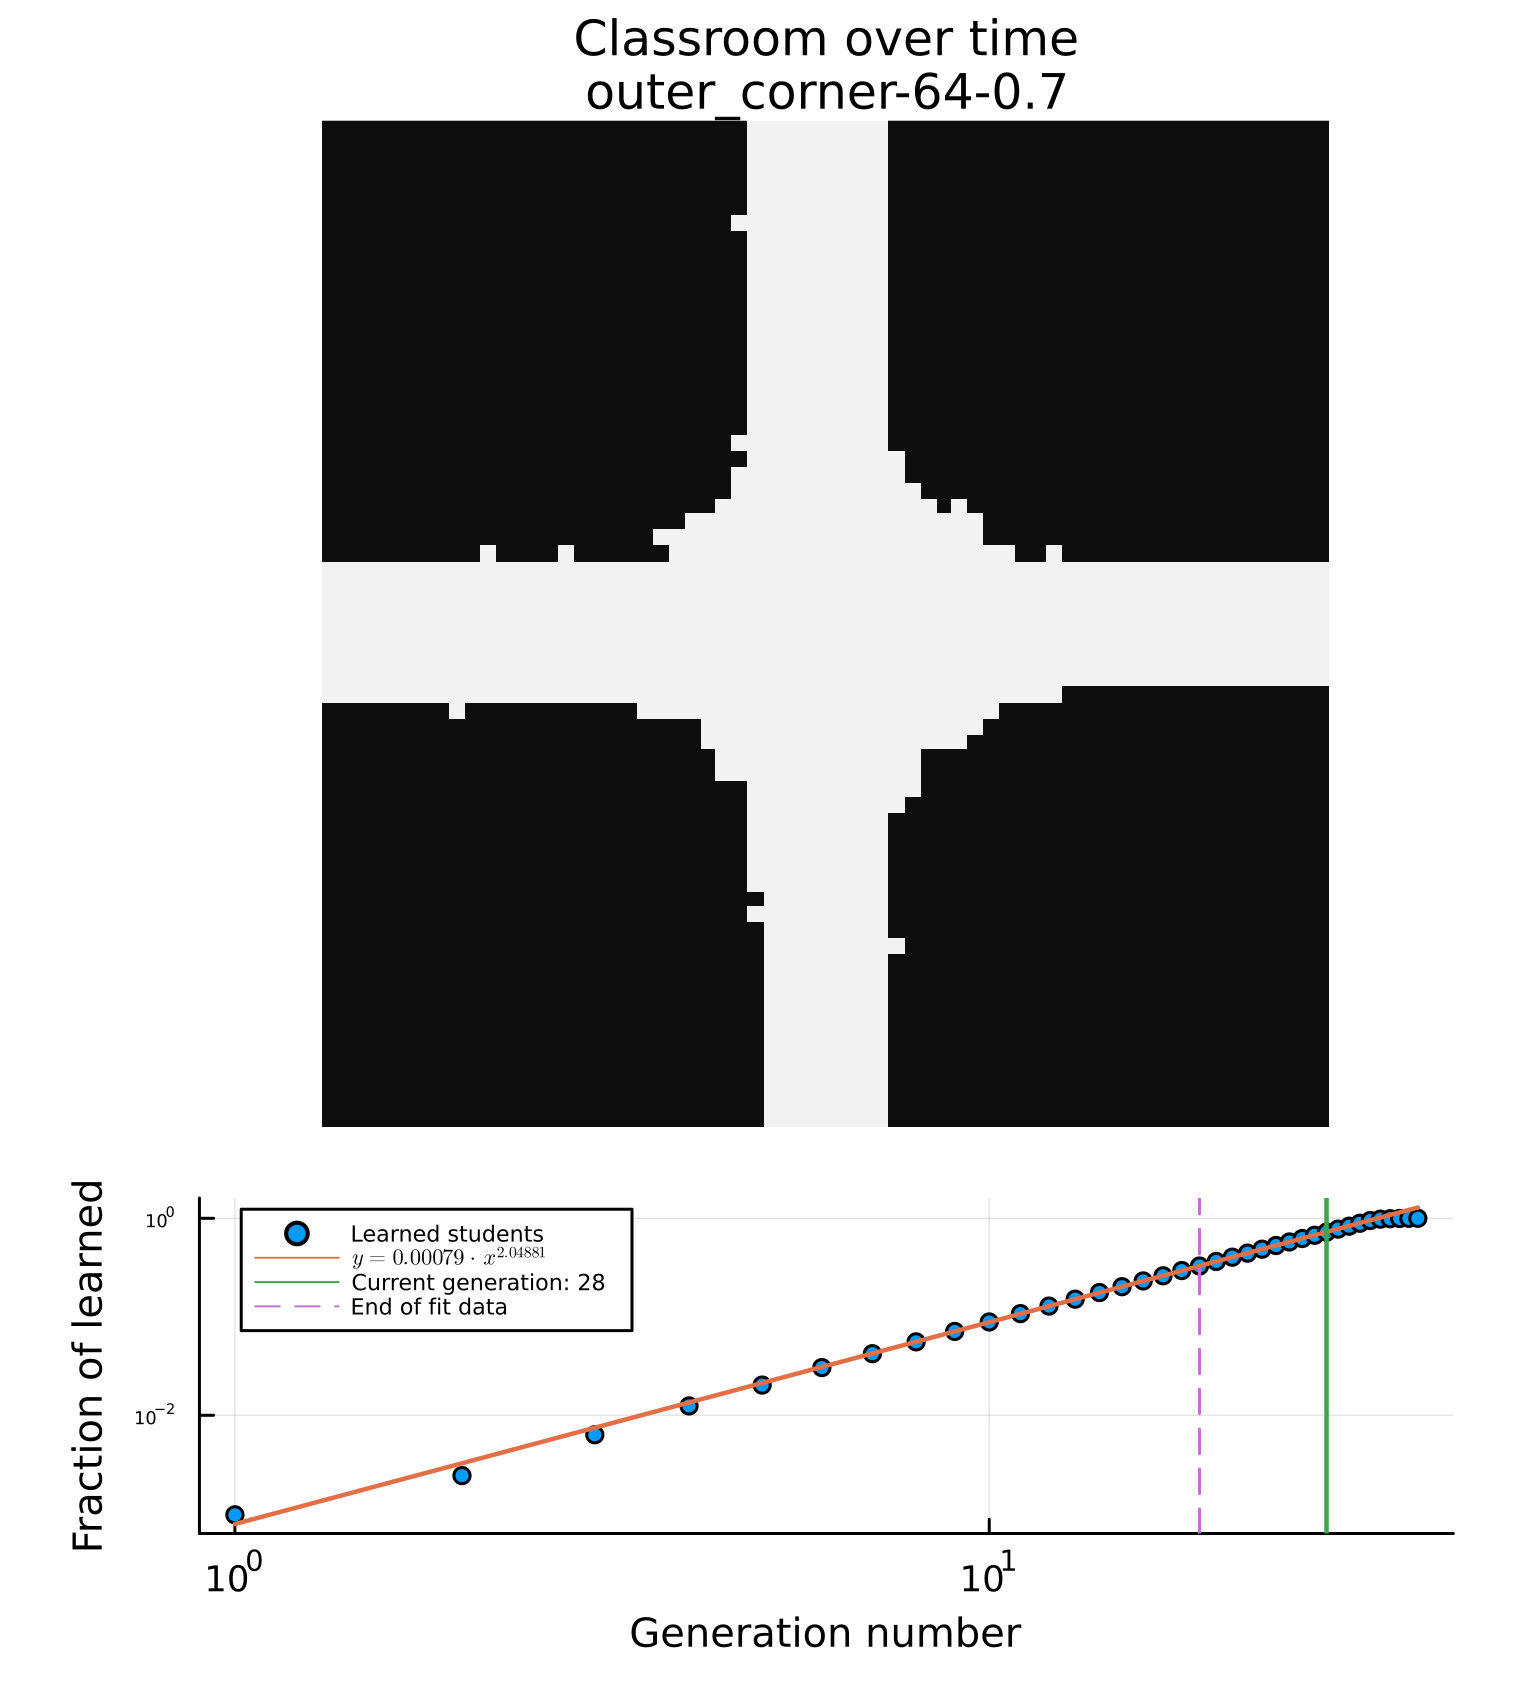 Classroom over time
outer_corner-64-0.7
Fraction of learned
10⁰
10⁻²
Learned students
y = 0.00079 · x^2.04881
Current generation: 28
End of fit data
10⁰
10¹
Generation number